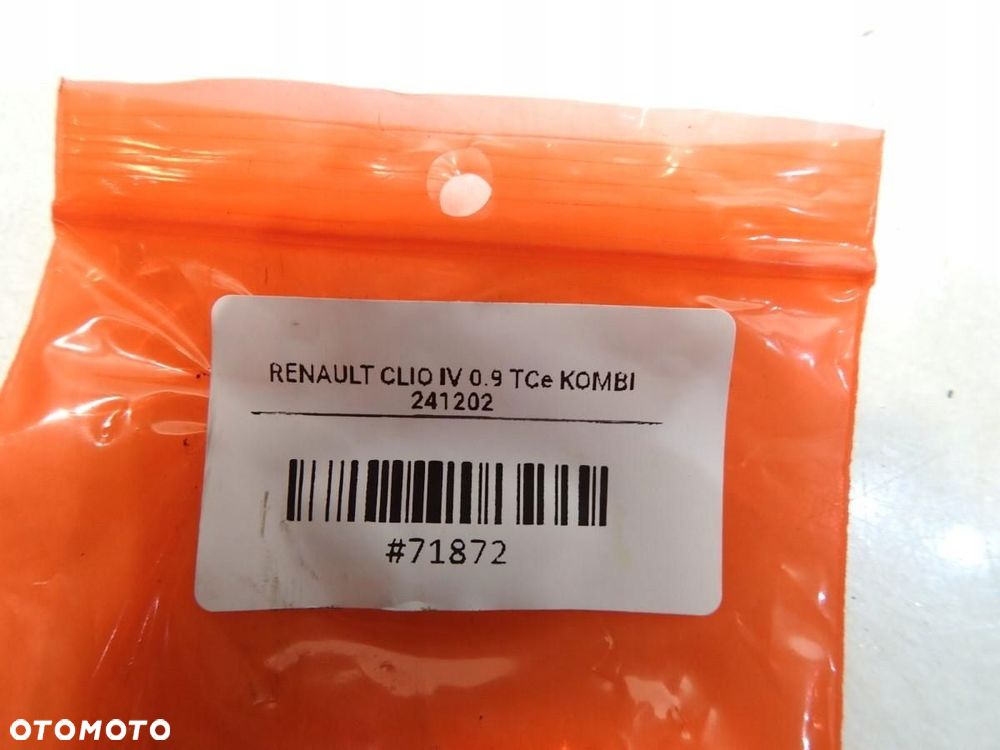 RENAULT CLIO IV 0.9 TCe KOMBI
241202
#71872
OTOMOTO